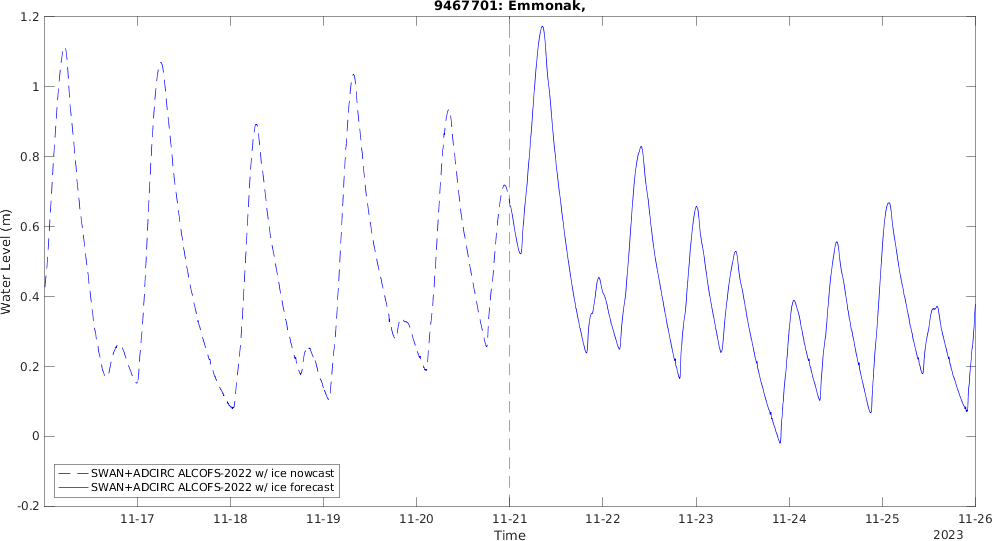 9467701: Emmonak,
1.2
1
0.8
0.6
0.4
0.2
0
-0.2
Water Level (m)
SWAN+ADCIRC ALCOFS-2022 w/ ice nowcast
SWAN+ADCIRC ALCOFS-2022 w/ ice forecast
11-17 11-18 11-19 11-20 11-21 11-22 11-23 11-24 11-25 11-26
Time
2023